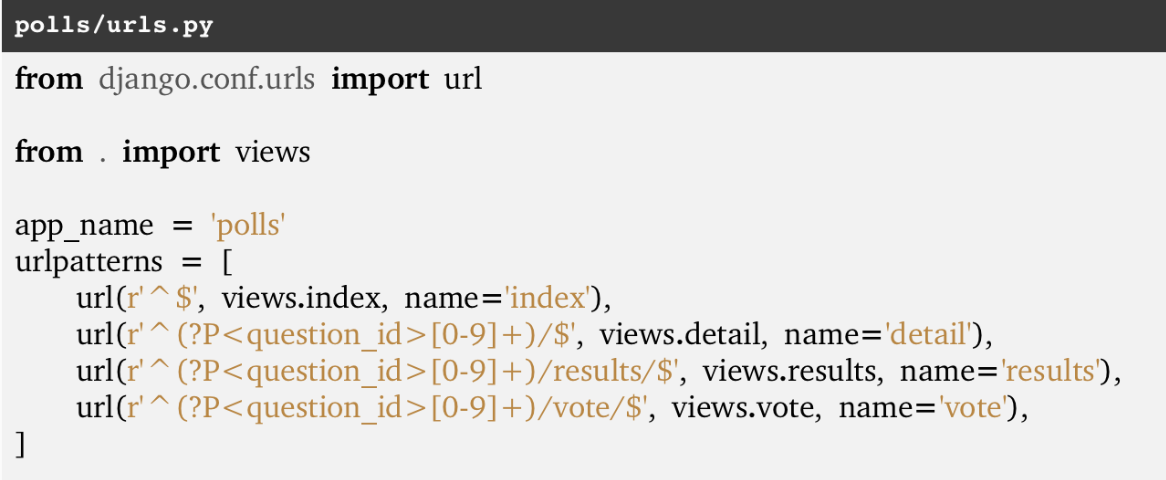 polls/urls.py
from django.conf.urls import url
from . import views
app_name = 'polls'
urlpatterns = [
    url(r'^$', views.index, name='index'),
    url(r'^(?P<question_id>[0-9]+)/$', views.detail, name='detail'),
    url(r'^(?P<question_id>[0-9]+)/results/$', views.results, name='results'),
    url(r'^(?P<question_id>[0-9]+)/vote/$', views.vote, name='vote'),
]